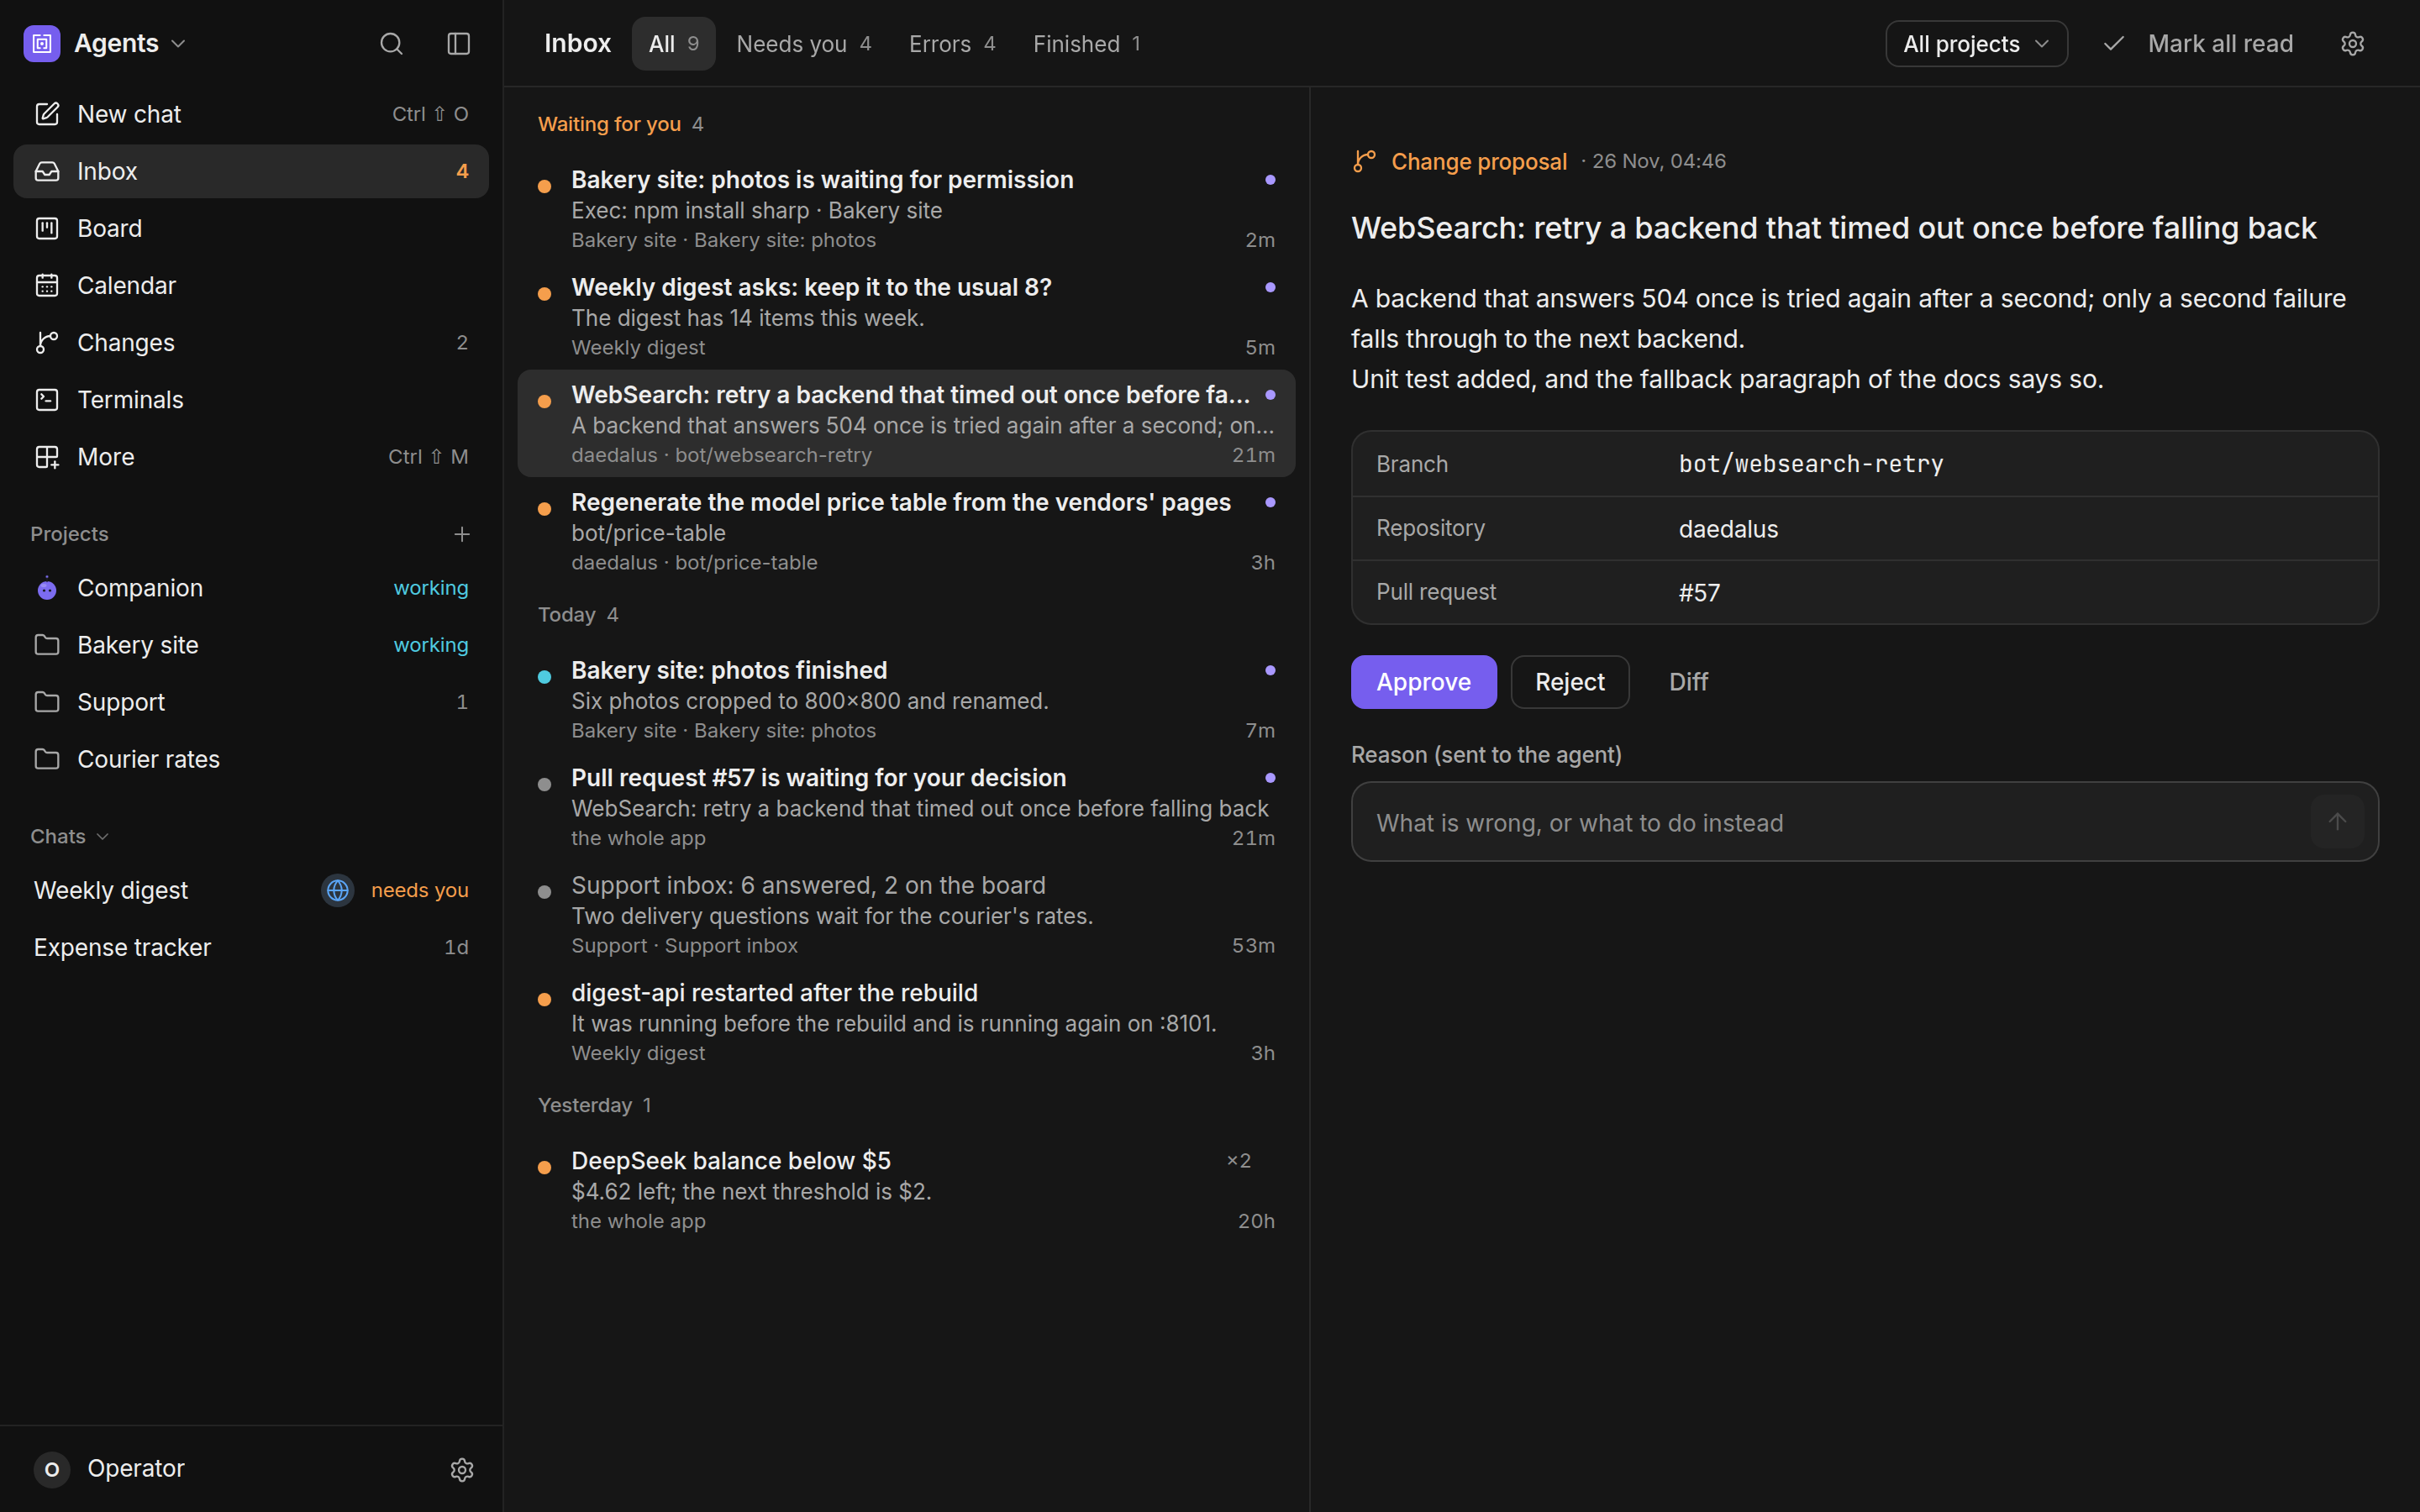 Agents
New chat Ctrl ⇧ O
Inbox 4
Board
Calendar
Changes 2
Terminals
More Ctrl ⇧ M
Projects
Companion working
Bakery site working
Support 1
Courier rates
Chats
Weekly digest needs you
Expense tracker 1d
O Operator
Inbox All 9 Needs you 4 Errors 4 Finished 1
All projects Mark all read
Waiting for you 4
Bakery site: photos is waiting for permission
Exec: npm install sharp · Bakery site
Bakery site · Bakery site: photos 2m
Weekly digest asks: keep it to the usual 8?
The digest has 14 items this week.
Weekly digest 5m
WebSearch: retry a backend that timed out once before fa...
A backend that answers 504 once is tried again after a second; on...
daedalus · bot/websearch-retry 21m
Regenerate the model price table from the vendors' pages
bot/price-table
daedalus · bot/price-table 3h
Today 4
Bakery site: photos finished
Six photos cropped to 800×800 and renamed.
Bakery site · Bakery site: photos 7m
Pull request #57 is waiting for your decision
WebSearch: retry a backend that timed out once before falling back
the whole app 21m
Support inbox: 6 answered, 2 on the board
Two delivery questions wait for the courier's rates.
Support · Support inbox 53m
digest-api restarted after the rebuild
It was running before the rebuild and is running again on :8101.
Weekly digest 3h
Yesterday 1
DeepSeek balance below $5 ×2
$4.62 left; the next threshold is $2.
the whole app 20h
Change proposal · 26 Nov, 04:46
WebSearch: retry a backend that timed out once before falling back
A backend that answers 504 once is tried again after a second; only a second failure
falls through to the next backend.
Unit test added, and the fallback paragraph of the docs says so.
Branch bot/websearch-retry
Repository daedalus
Pull request #57
Approve Reject Diff
Reason (sent to the agent)
What is wrong, or what to do instead